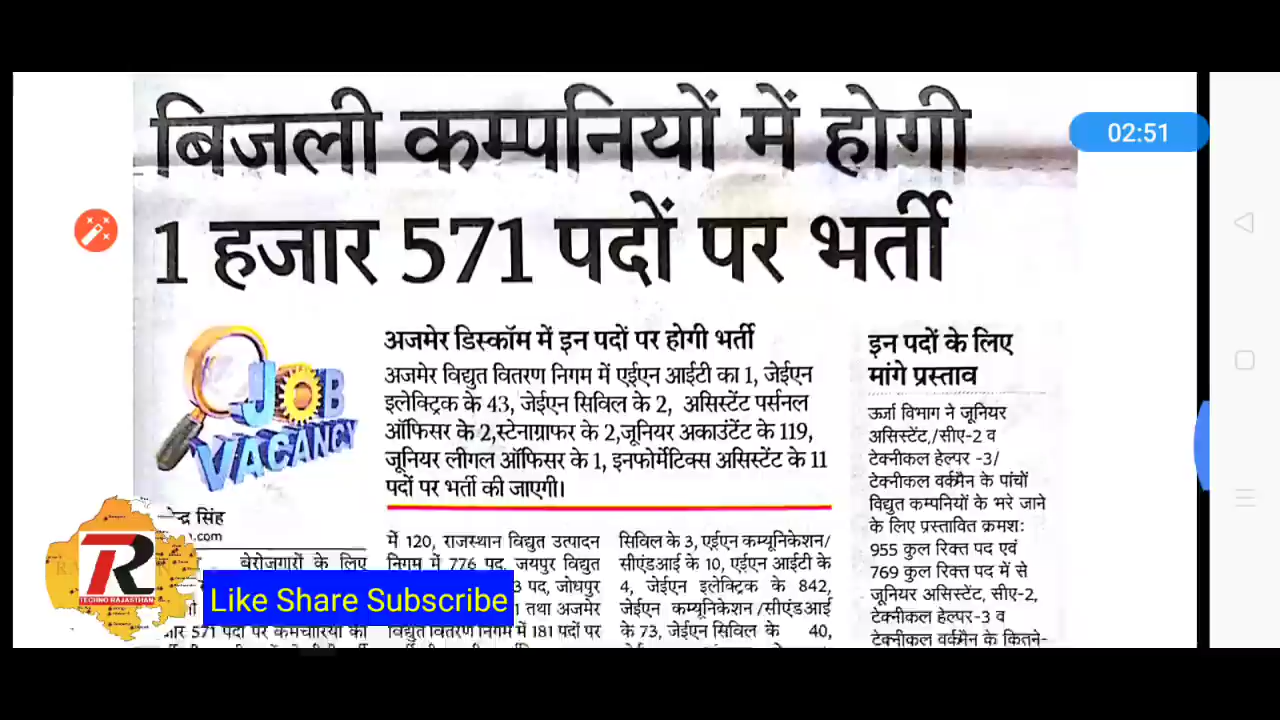 बिजली कम्पनियों में होगी
1 हजार 571 पदों पर भर्ती
02:51
JOB
VACANCY
अजमेर डिस्कॉम में इन पदों पर होगी भर्ती
अजमेर विद्युत वितरण निगम में एईएन आईटी का 1, जेईएन
इलेक्ट्रिक के 43, जेईएन सिविल के 2, असिस्टेंट पर्सनल
ऑफिसर के 2,स्टेनाग्राफर के 2,जूनियर अकाउंटेंट के 119,
जूनियर लीगल ऑफिसर के 1, इनफोर्मेटिक्स असिस्टेंट के 11
पदों पर भर्ती की जाएगी।
इन पदों के लिए
मांगे प्रस्ताव
ऊर्जा विभाग ने जूनियर
असिस्टेंट,/सीए-2 व
टेक्नीकल हेल्पर -3/
टेक्नीकल वर्कमैन के पांचों
विद्युत कम्पनियों के भरे जाने
के लिए प्रस्तावित क्रमश:
955 कुल रिक्त पद एवं
769 कुल रिक्त पद में से
जूनियर असिस्टेंट, सीए-2,
टेक्नीकल हेल्पर-3 व
टेक्नीकल वर्कमैन के कितने-
सिंह
.com
बेरोजगारों के लिए
571 पदों पर कर्मचारियों की
में 120, राजस्थान विद्युत उत्पादन
निगम में 776 पद, जयपुर विद्युत
पद, जोधपुर
तथा अजमेर
विद्युत वितरण निगम में 181 पदों पर
सिविल के 3, एईएन कम्यूनिकेशन/
सीएंडआई के 10, एईएन आईटी के
4, जेईएन इलेक्ट्रिक के 842,
जेईएन कम्यूनिकेशन /सीएंडआई
के 73, जेईएन सिविल के 40,
TR
TECHNO RAJASTHAN
Like Share Subscribe